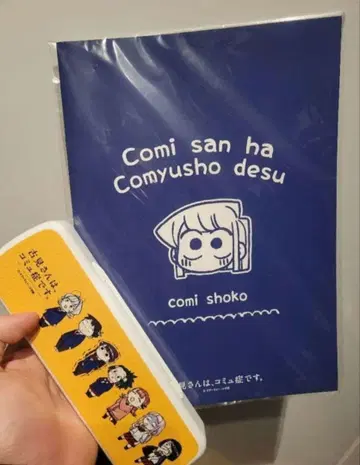 Comi san ha
Comyusho desu
comi shoko
古見さんは、コミュ症です。
古見さんは、
コミュ症です。